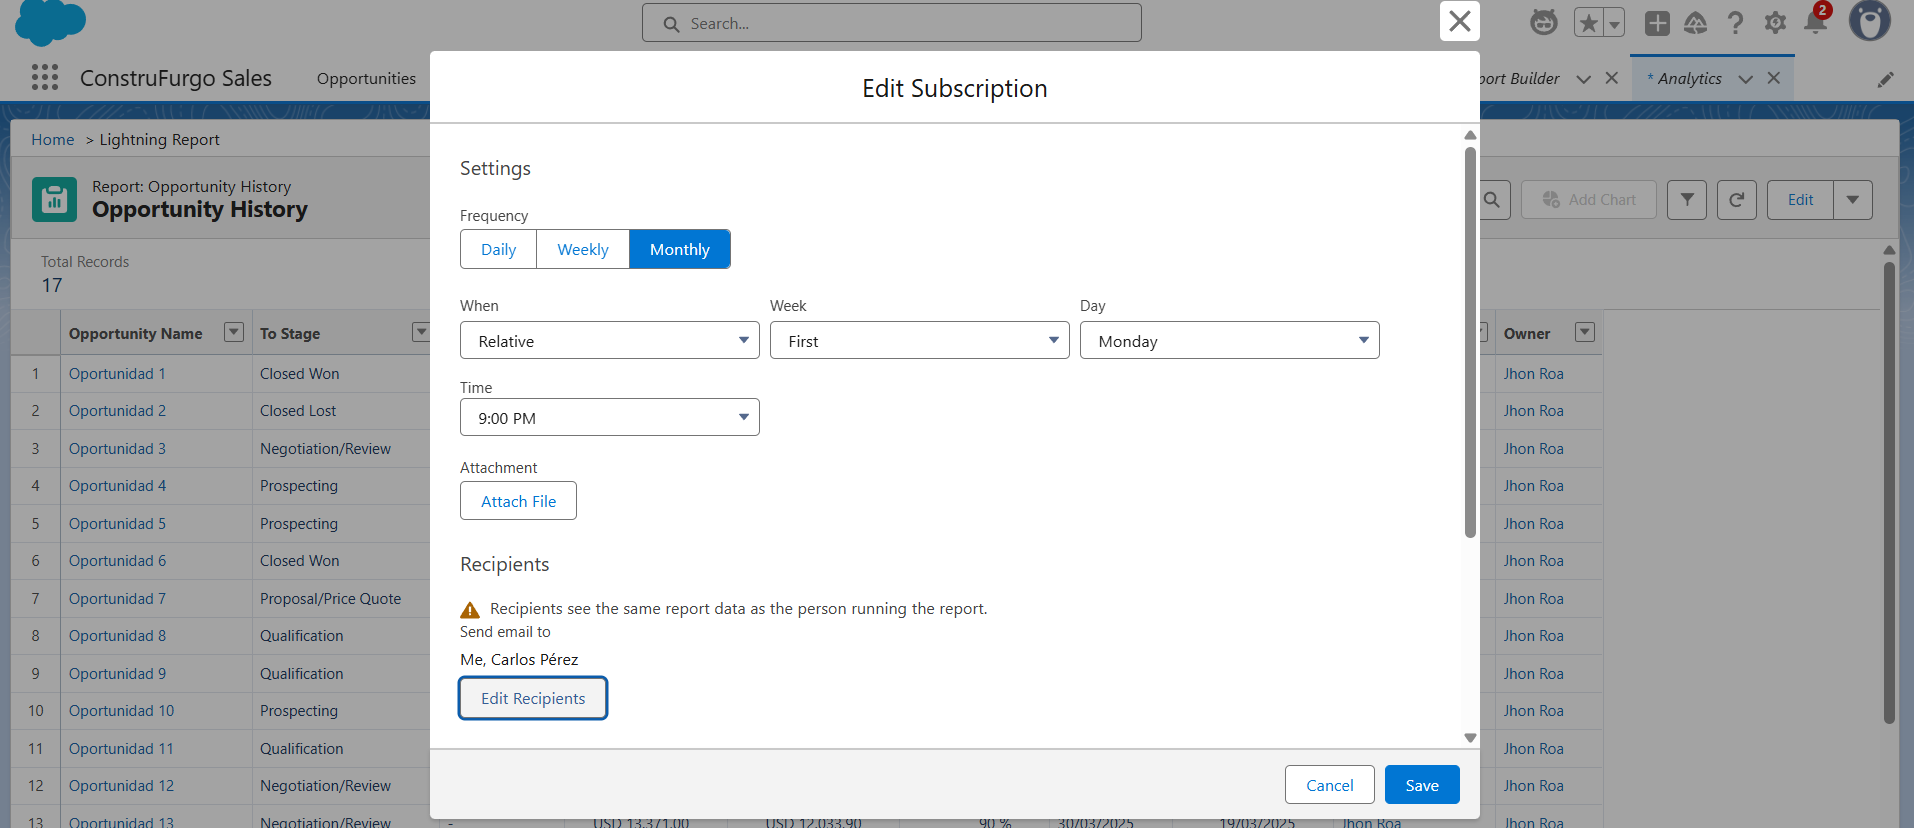 Search...
2
ConstruFurgo Sales
Opportunities
port Builder
* Analytics
Edit Subscription
Home > Lightning Report
Report: Opportunity History
Opportunity History
Add Chart
Edit
Total Records
17
Settings
Frequency
Daily Weekly Monthly
When Week Day
Relative First Monday
Time
9:00 PM
Attachment
Attach File
Recipients
Recipients see the same report data as the person running the report.
Send email to
Me, Carlos Pérez
Edit Recipients
Cancel Save
Opportunity Name To Stage Owner
1 Oportunidad 1 Closed Won Jhon Roa
2 Oportunidad 2 Closed Lost Jhon Roa
3 Oportunidad 3 Negotiation/Review Jhon Roa
4 Oportunidad 4 Prospecting Jhon Roa
5 Oportunidad 5 Prospecting Jhon Roa
6 Oportunidad 6 Closed Won Jhon Roa
7 Oportunidad 7 Proposal/Price Quote Jhon Roa
8 Oportunidad 8 Qualification Jhon Roa
9 Oportunidad 9 Qualification Jhon Roa
10 Oportunidad 10 Prospecting Jhon Roa
11 Oportunidad 11 Qualification Jhon Roa
12 Oportunidad 12 Negotiation/Review Jhon Roa
13 Oportunidad 13 Negotiation/Review - USD 13.371,00 USD 12.033,90 90 % 30/03/2025 19/03/2025 Jhon Roa